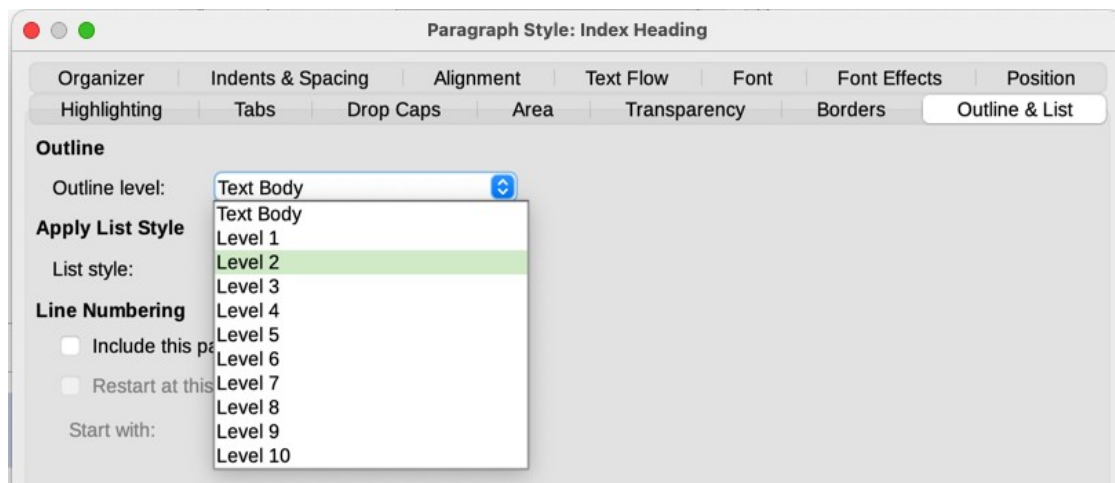 Paragraph Style: Index Heading
Organizer Indents & Spacing Alignment Text Flow Font Font Effects Position
Highlighting Tabs Drop Caps Area Transparency Borders Outline & List
Outline
Outline level: Text Body
Text Body
Apply List Style
Level 1
Level 2
List style:
Level 3
Line Numbering
Level 4
Include this pa
Level 5
Level 6
Restart at this
Level 7
Level 8
Start with:
Level 9
Level 10